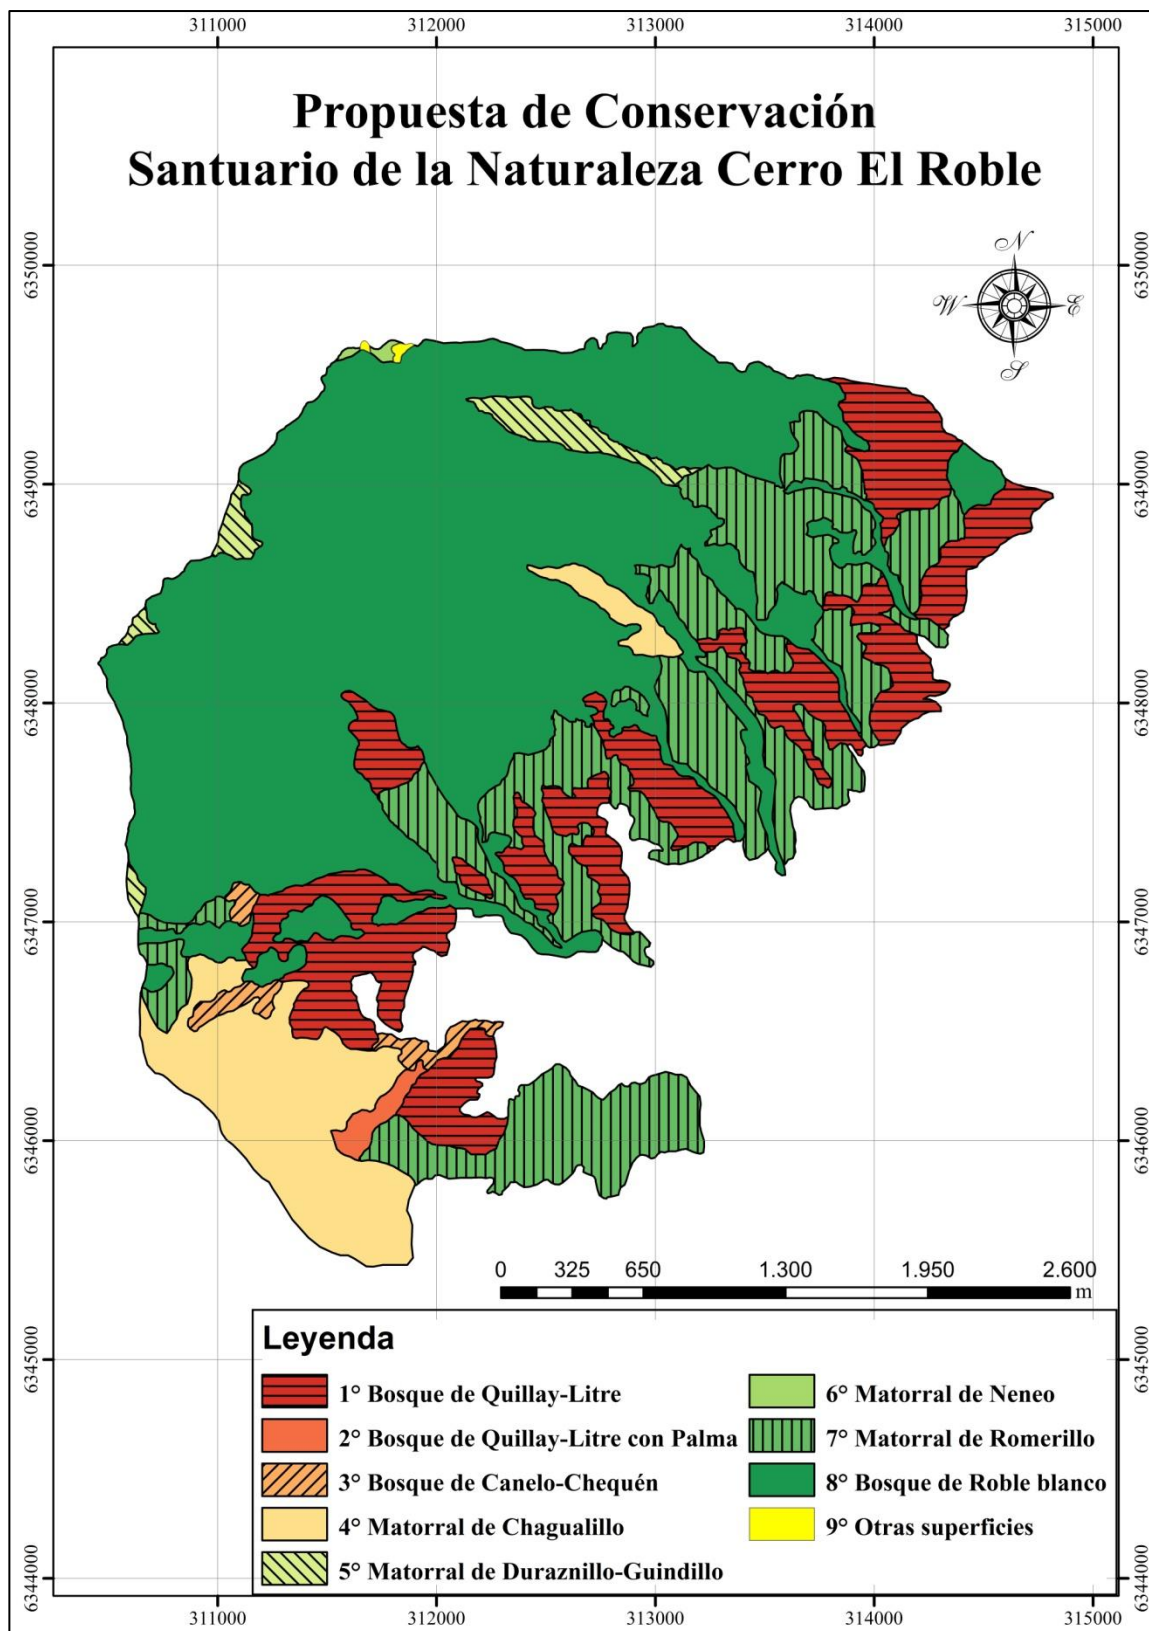 311000 312000 313000 314000 315000
Propuesta de Conservación
Santuario de la Naturaleza Cerro El Roble
N
W E
S
6350000 6350000
6349000 6349000
6348000 6348000
6347000 6347000
6346000 6346000
0 325 650 1.300 1.950 2.600
m
Leyenda
6345000 6345000
1° Bosque de Quillay-Litre
2° Bosque de Quillay-Litre con Palma
3° Bosque de Canelo-Chequén
4° Matorral de Chagualillo
5° Matorral de Duraznillo-Guindillo
6° Matorral de Neneo
7° Matorral de Romerillo
8° Bosque de Roble blanco
9° Otras superficies
6344000 6344000
311000 312000 313000 314000 315000